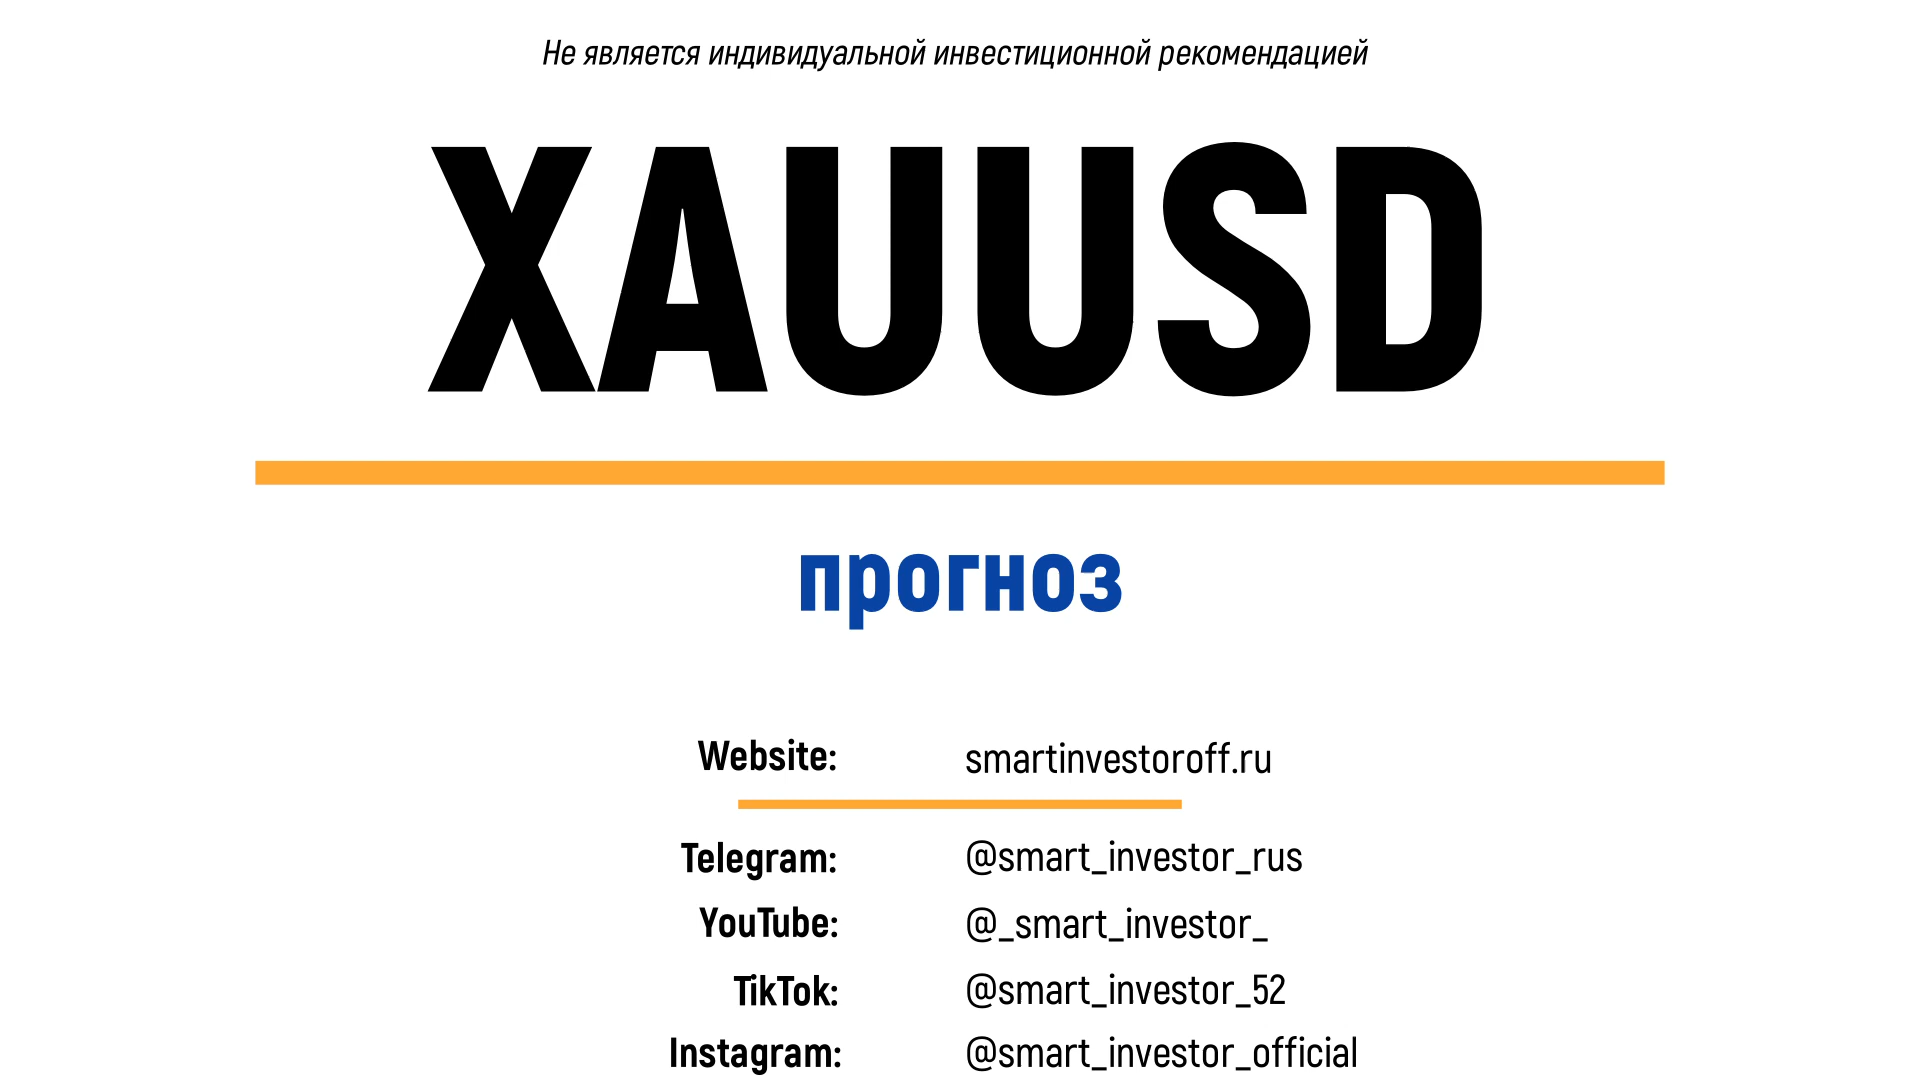 Не является индивидуальной инвестиционной рекомендацией
XAUUSD
прогноз
Website: smartinvestoroff.ru
Telegram: @smart_investor_rus
YouTube: @_smart_investor_
TikTok: @smart_investor_52
Instagram: @smart_investor_official